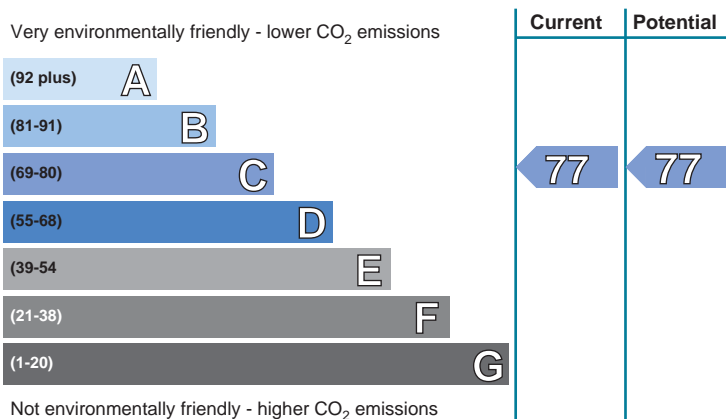 Very environmentally friendly - lower CO2 emissions
Current Potential
(92 plus) A
(81-91) B
(69-80) C
77 77
(55-68) D
(39-54 E
(21-38) F
(1-20) G
Not environmentally friendly - higher CO2 emissions